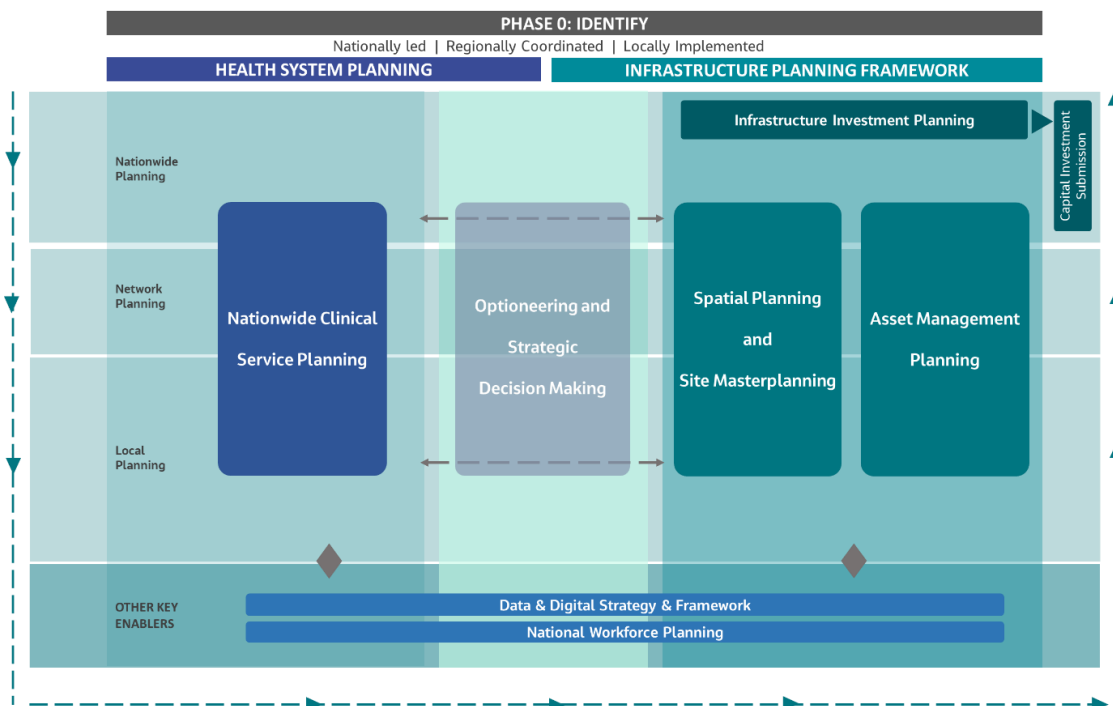 PHASE 0: IDENTIFY
Nationally led | Regionally Coordinated | Locally Implemented
HEALTH SYSTEM PLANNING
INFRASTRUCTURE PLANNING FRAMEWORK
Infrastructure Investment Planning
Capital Investment
Submission
Nationwide
Planning
Network
Planning
Local
Planning
Nationwide Clinical
Service Planning
Optioneering and
Strategic
Decision Making
Spatial Planning
and
Site Masterplanning
Asset Management
Planning
OTHER KEY
ENABLERS
Data & Digital Strategy & Framework
National Workforce Planning